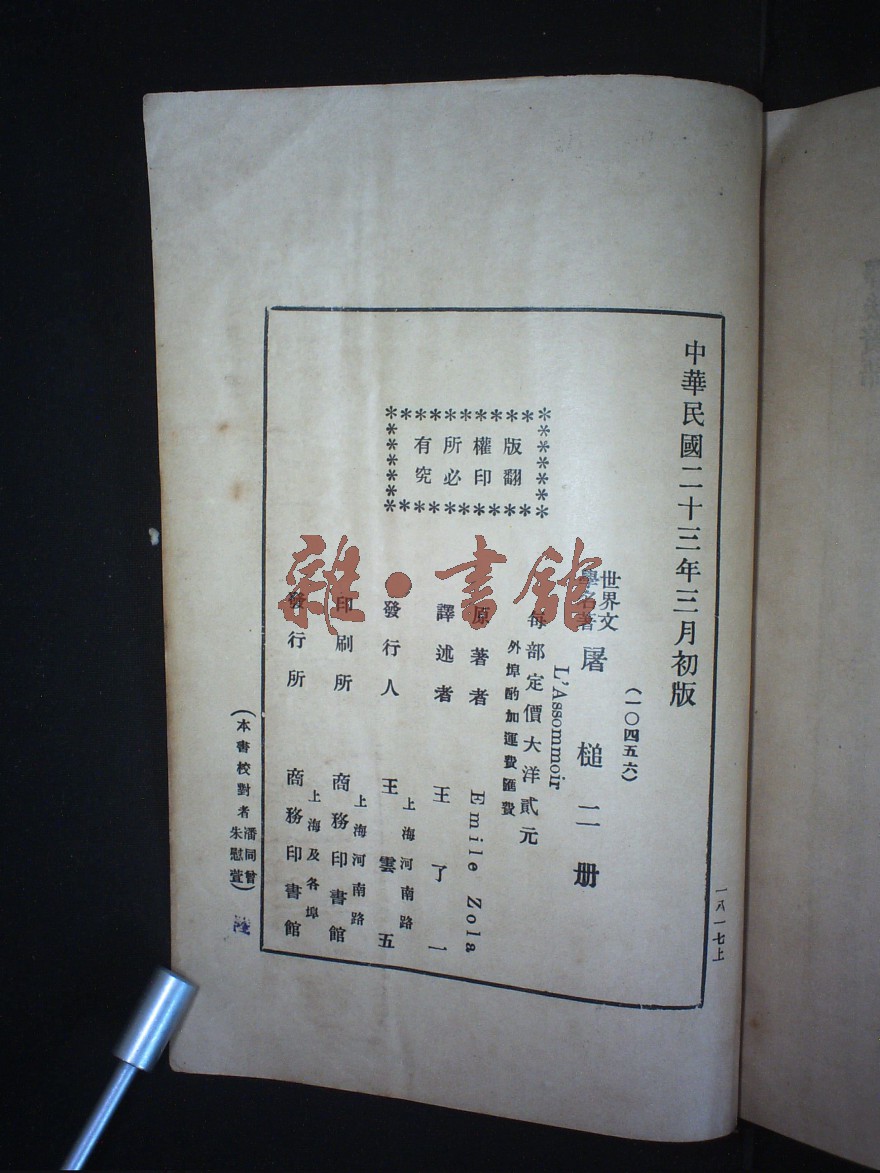 中華民國二十三年三月初版
(一〇四五六)
世界文學名著 屠槌二册
L'Assommoir
每部定價大洋貳元
外埠酌加運費匯費
版權所有
翻印必究
原著者 Emile Zola
譯述者 王了一
發行人 上海河南路 王雲五
印刷所 上海河南路 商務印書館
發行所 上海及各埠 商務印書館
(本書校對者 潘同曾 朱慰萱)
一八一七上
雜·書館